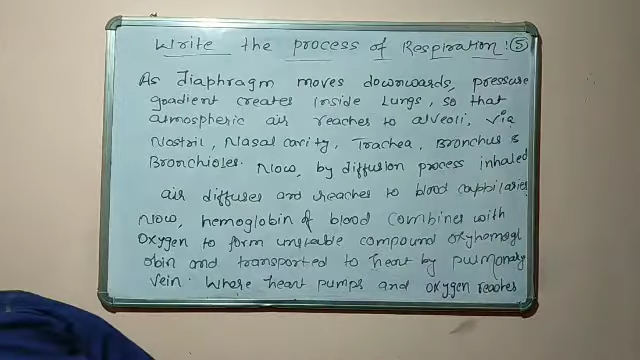 Write the process of Respiration: ⑤
As Diaphragm moves downwards, pressure
gradient creates inside Lungs, so that
atmospheric air reaches to alveoli, via
Nostril, Nasal cavity, Trachea, Bronchus &
Bronchioles. Now, by diffusion process inhaled
air diffuses and reaches to blood cappilaries
Now, hemoglobin of blood combines with
oxygen to form unstable compound oxyhemogl
obin and transported to heart by pulmonary
vein. Where heart pumps and oxygen reaches